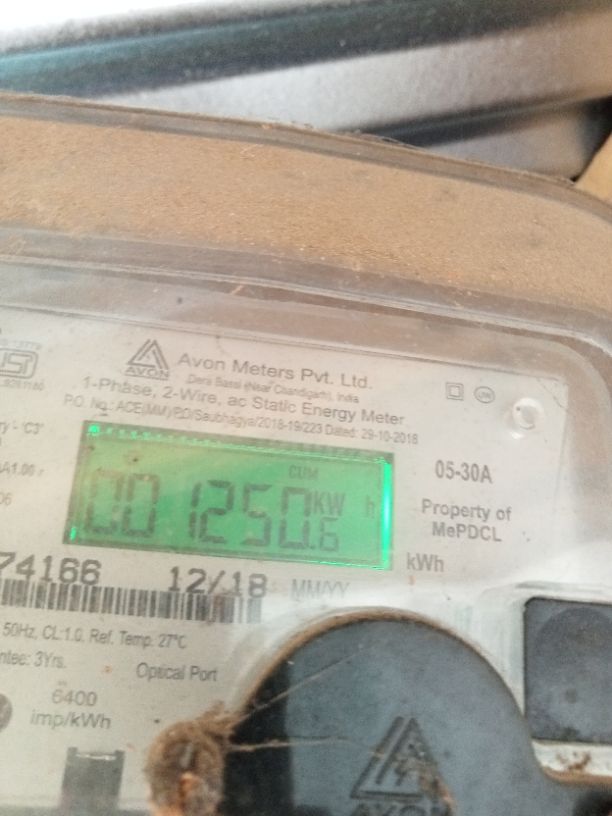 AVON
Avon Meters Pvt. Ltd.
Dera Bassi (Near Chandigarh), India
1-Phase, 2-Wire, ac Static Energy Meter
P.O. No.: ACE(MM)/PD/Saubhagya/2018-19/223 Dated: 29-10-2018
ISI
CUM
001250.6 KW h
05-30A
Property of
MePDCL
kWh
74166 12/18 MM/YY
50Hz, CL:1.0, Ref. Temp. 27°C
3Yrs.
Optical Port
6400
imp/kWh
AVON